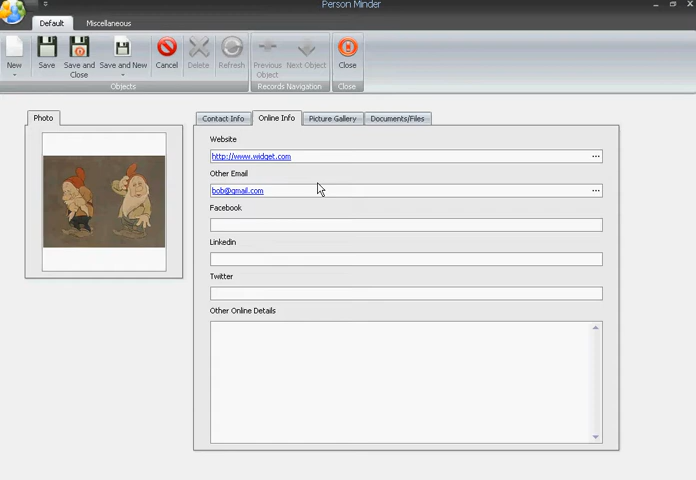 Person Minder
Default Miscellaneous
New Save Save and Close Save and New Cancel Delete Refresh Previous Object Next Object Close
Objects Records Navigation Close
Photo Contact Info Online Info Picture Gallery Documents/Files
Website
http://www.widget.com
Other Email
bob@gmail.com
Facebook
Linkedin
Twitter
Other Online Details